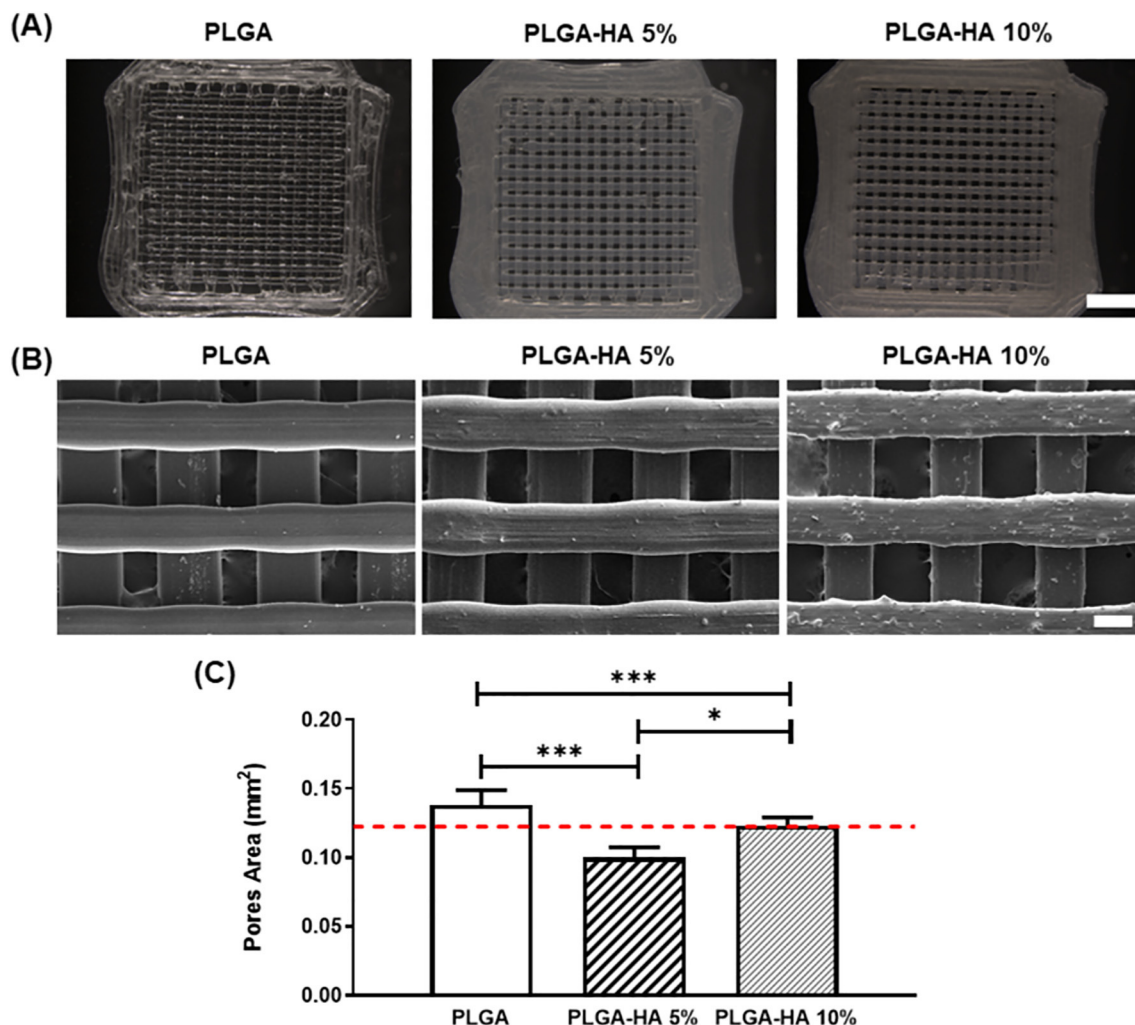 (A)
PLGA PLGA-HA 5% PLGA-HA 10%
(B)
PLGA PLGA-HA 5% PLGA-HA 10%
(C)
***
*
***
Pores Area (mm²)
0.20
0.15
0.10
0.05
0.00
PLGA PLGA-HA 5% PLGA-HA 10%